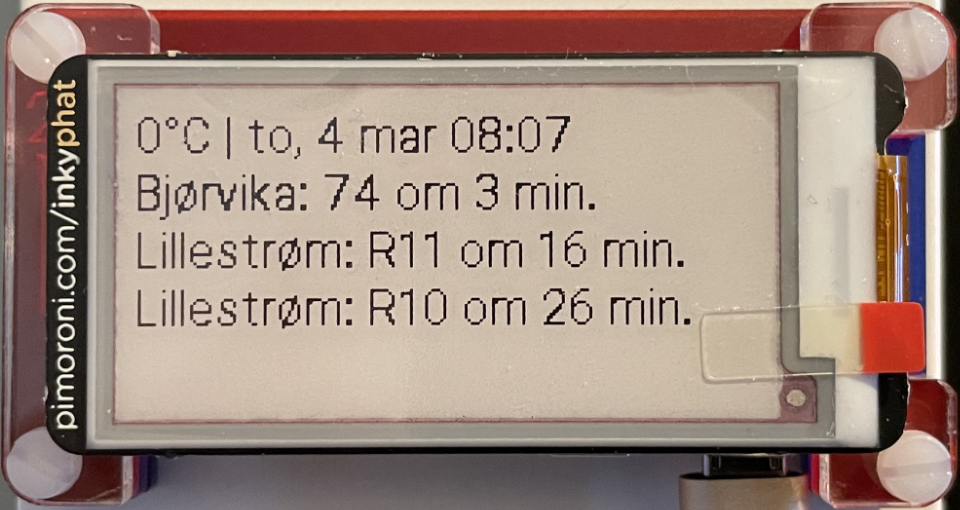 0°C | to, 4 mar 08:07
Bjørvika: 74 om 3 min.
Lillestrøm: R11 om 16 min.
Lillestrøm: R10 om 26 min.
pimoroni.com/inkyphat